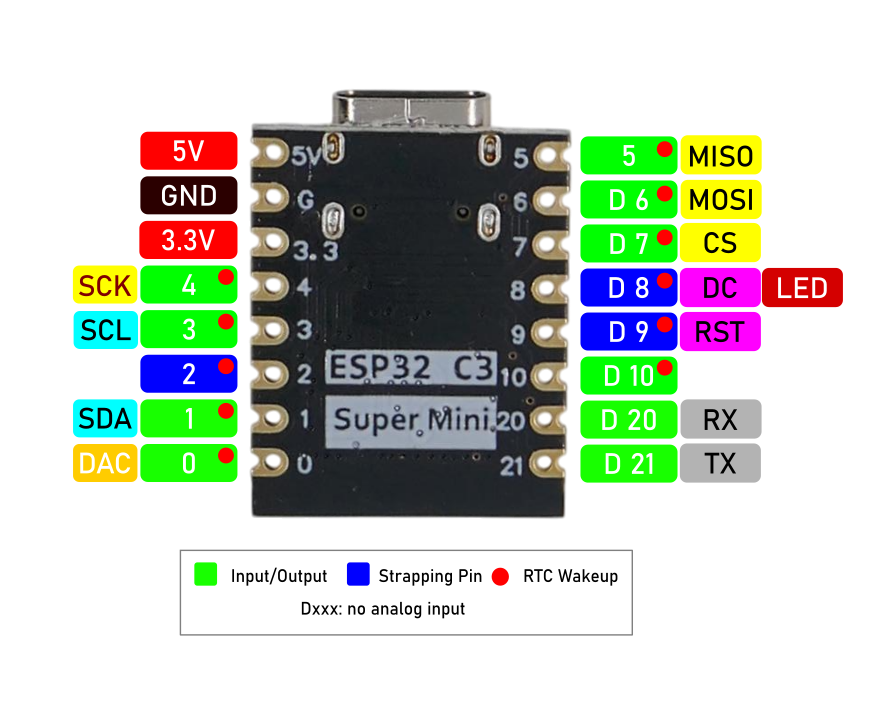 5V 5V 5 5 MISO
GND G 6 D 6 MOSI
3.3V 3.3 7 D 7 CS
SCK 4 4 8 D 8 DC LED
SCL 3 3 9 D 9 RST
2 2 ESP32 C3 10 D 10
SDA 1 1 Super Mini 20 D 20 RX
DAC 0 0 21 D 21 TX
Input/Output Strapping Pin RTC Wakeup
Dxxx: no analog input